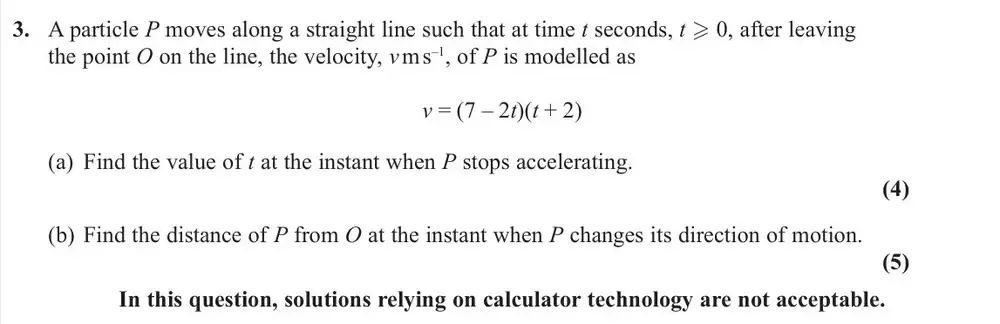 3. A particle P moves along a straight line such that at time t seconds, t ⩾ 0, after leaving
the point O on the line, the velocity, v m s⁻¹, of P is modelled as
v = (7 – 2t)(t + 2)
(a) Find the value of t at the instant when P stops accelerating.
(4)
(b) Find the distance of P from O at the instant when P changes its direction of motion.
(5)
In this question, solutions relying on calculator technology are not acceptable.